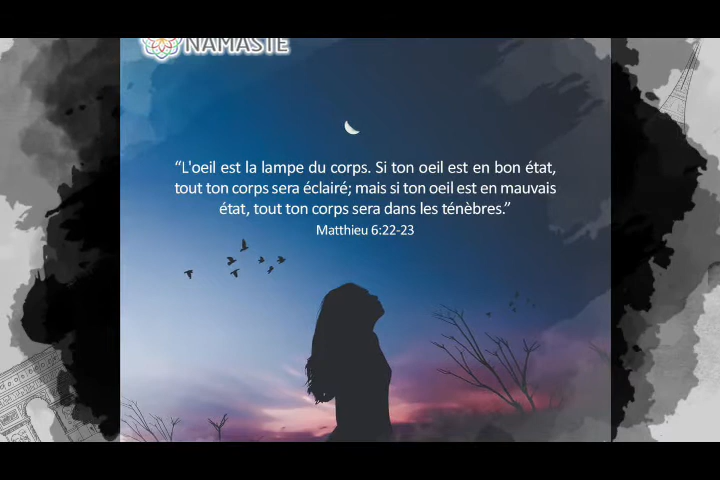 NAMASTE
“L'oeil est la lampe du corps. Si ton oeil est en bon état,
tout ton corps sera éclairé; mais si ton oeil est en mauvais
état, tout ton corps sera dans les ténèbres.”
Matthieu 6:22-23